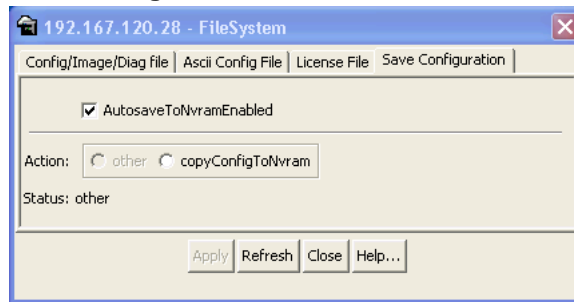 192.167.120.28 - FileSystem
Config/Image/Diag file Ascii Config File License File Save Configuration
AutosaveToNvramEnabled
Action: other copyConfigToNvram
Status: other
Apply Refresh Close Help...